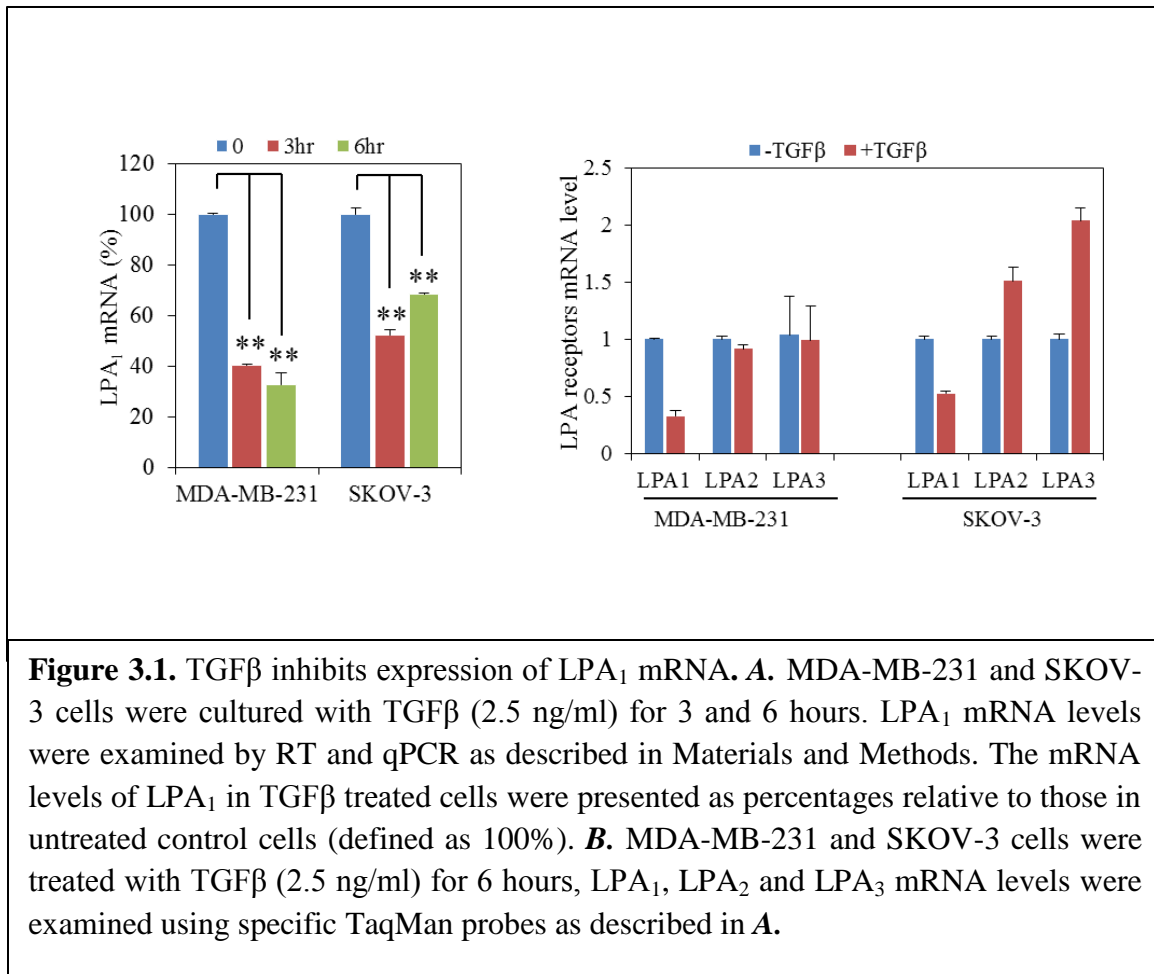 0 3hr 6hr
120
100
80
60
40
20
0
LPA₁ mRNA (%)
** ** ** **
MDA-MB-231 SKOV-3
-TGFβ +TGFβ
2.5
2
1.5
1
0.5
0
LPA receptors mRNA level
LPA1 LPA2 LPA3 LPA1 LPA2 LPA3
MDA-MB-231 SKOV-3
Figure 3.1. TGFβ inhibits expression of LPA₁ mRNA. A. MDA-MB-231 and SKOV-
3 cells were cultured with TGFβ (2.5 ng/ml) for 3 and 6 hours. LPA₁ mRNA levels
were examined by RT and qPCR as described in Materials and Methods. The mRNA
levels of LPA₁ in TGFβ treated cells were presented as percentages relative to those in
untreated control cells (defined as 100%). B. MDA-MB-231 and SKOV-3 cells were
treated with TGFβ (2.5 ng/ml) for 6 hours, LPA₁, LPA₂ and LPA₃ mRNA levels were
examined using specific TaqMan probes as described in A.